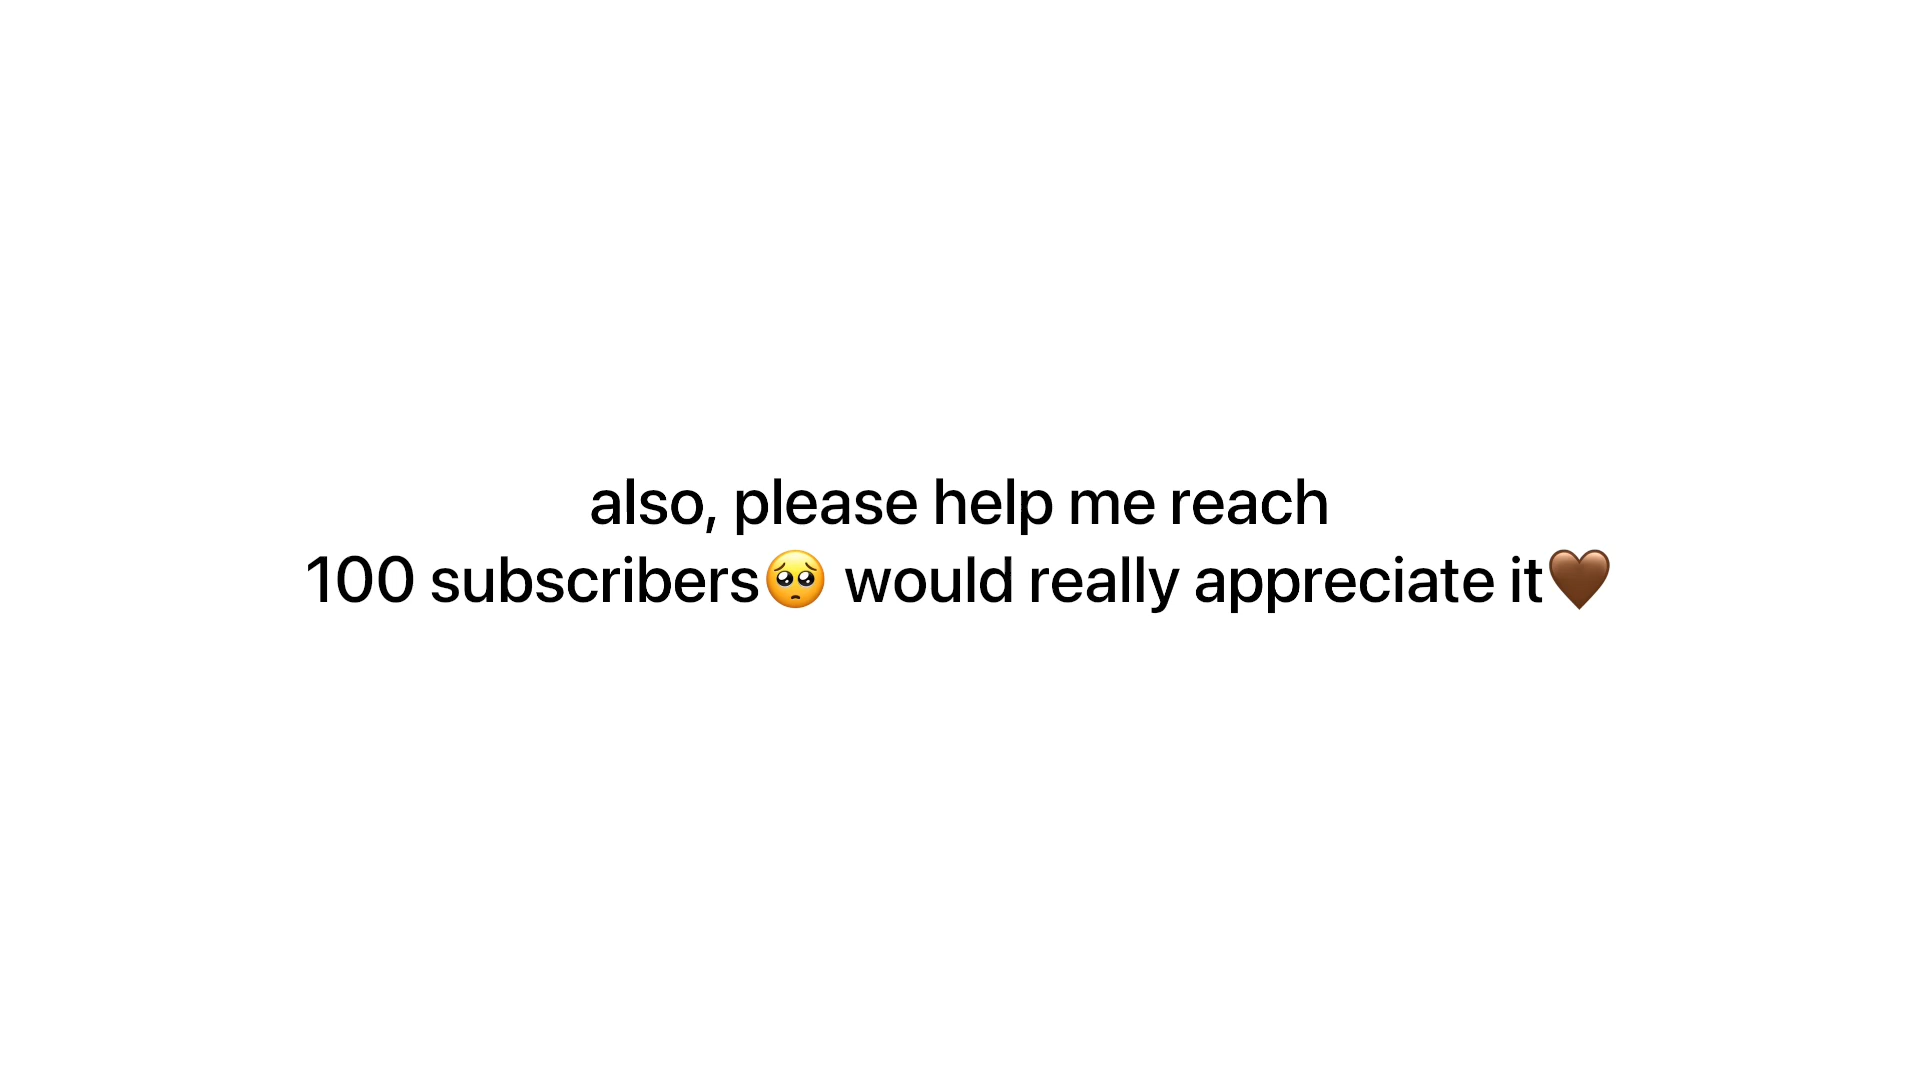 also, please help me reach
100 subscribers🥺 would really appreciate it🤎